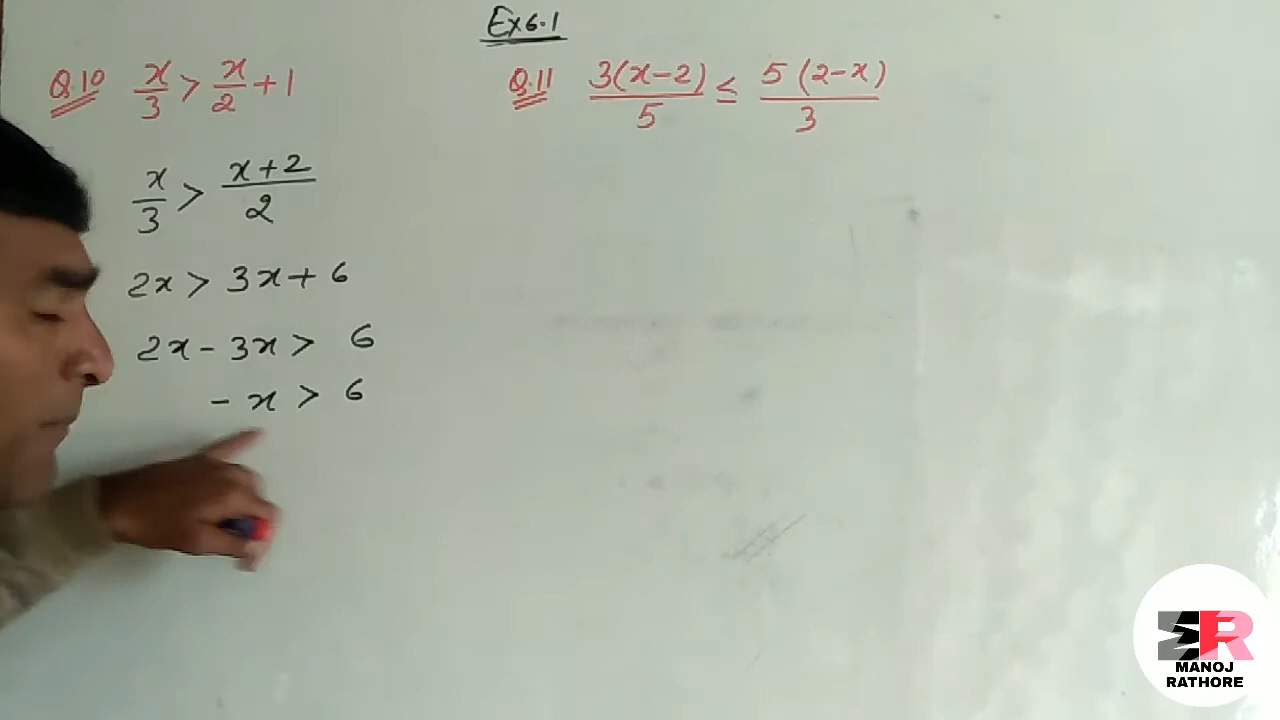 Ex 6.1
Q.10 x/3 > x/2 + 1
x/3 > x+2/2
2x > 3x + 6
2x - 3x > 6
- x > 6
Q.11 3(x-2)/5 ≤ 5(2-x)/3
MANOJ
RATHORE